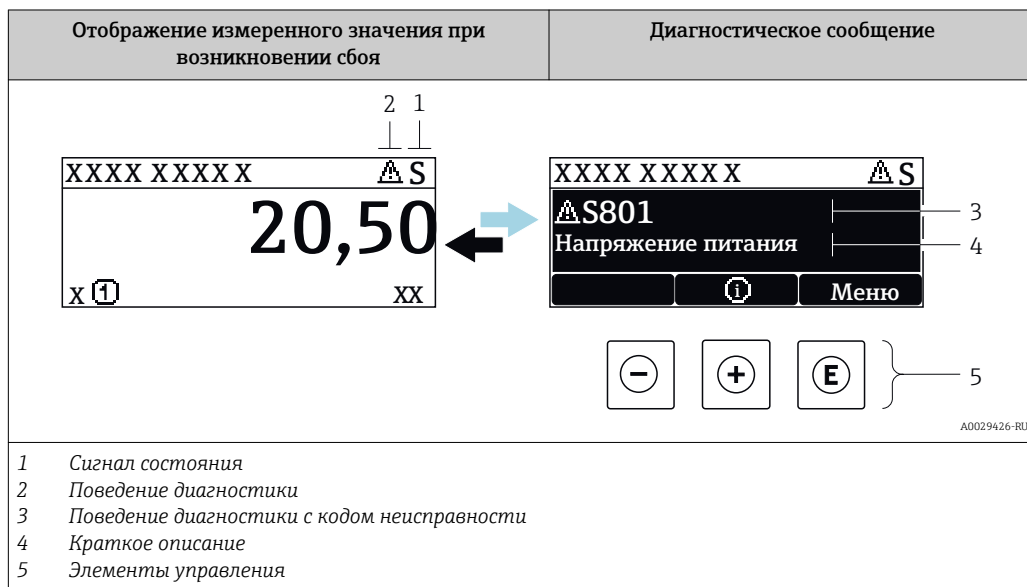 Отображение измеренного значения при
возникновении сбоя
Диагностическое сообщение
2 1
XXXX XXXXX ⚠S
20,50
X ① XX
XXXX XXXXX ⚠S
⚠S801
Напряжение питания
ⓘ Меню
3
4
− + E
5
A0029426-RU
1 Сигнал состояния
2 Поведение диагностики
3 Поведение диагностики с кодом неисправности
4 Краткое описание
5 Элементы управления